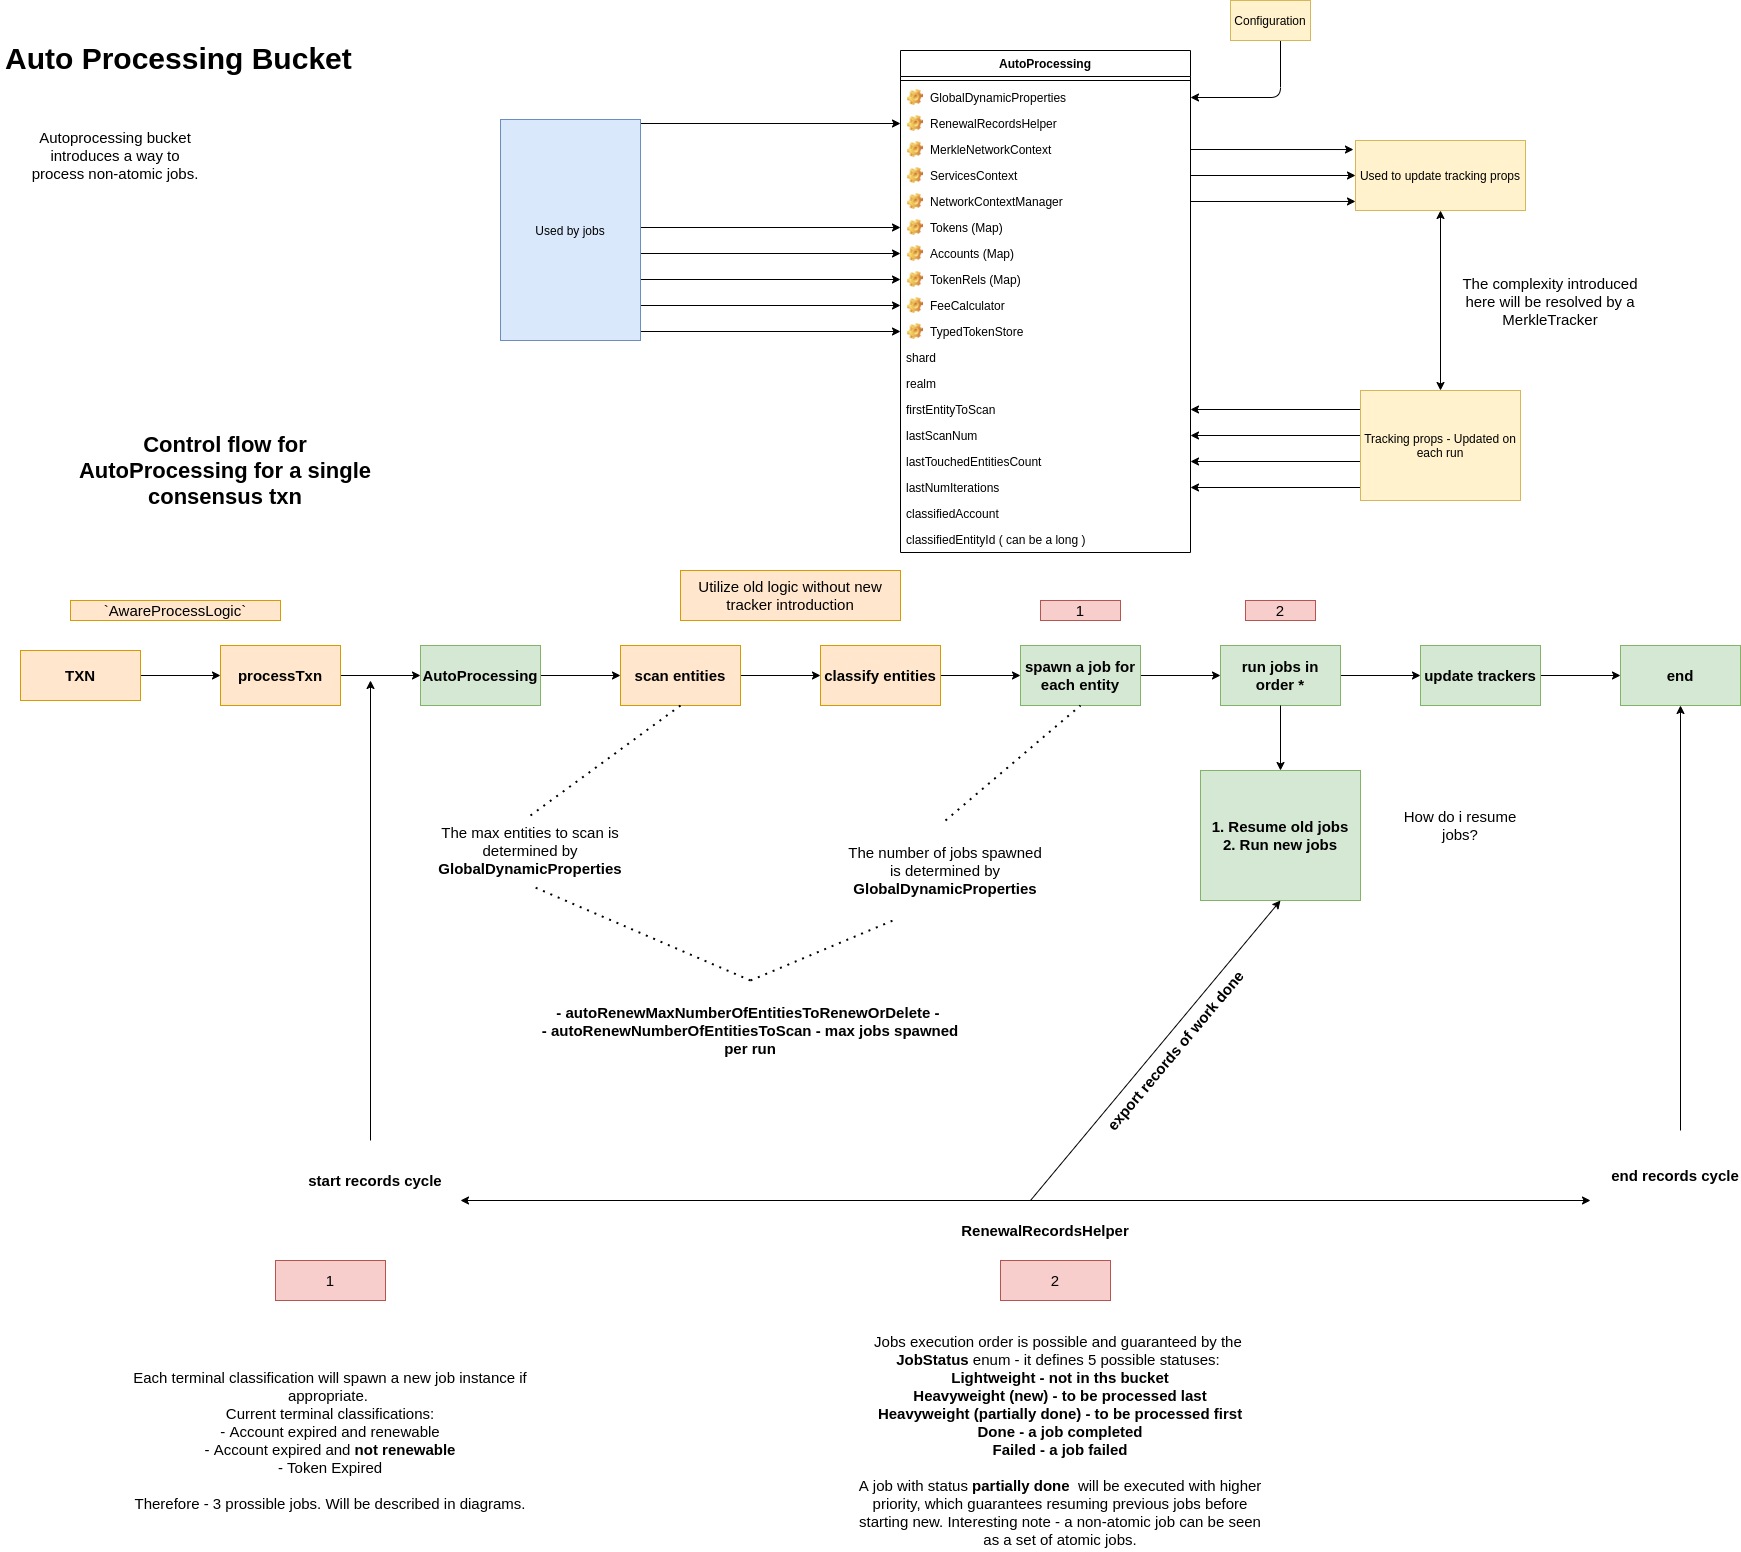 Configuration
Auto Processing Bucket
AutoProcessing
GlobalDynamicProperties
RenewalRecordsHelper
MerkleNetworkContext
ServicesContext
NetworkContextManager
Tokens (Map)
Accounts (Map)
TokenRels (Map)
FeeCalculator
TypedTokenStore
shard
realm
firstEntityToScan
lastScanNum
lastTouchedEntitiesCount
lastNumIterations
classifiedAccount
classifiedEntityId ( can be a long )
Autoprocessing bucket
introduces a way to
process non-atomic jobs.
Used by jobs
Used to update tracking props
The complexity introduced
here will be resolved by a
MerkleTracker
Tracking props - Updated on
each run
Control flow for
AutoProcessing for a single
consensus txn
`AwareProcessLogic`
Utilize old logic without new
tracker introduction
1
2
TXN
processTxn
AutoProcessing
scan entities
classify entities
spawn a job for
each entity
run jobs in
order *
update trackers
end
The max entities to scan is
determined by
GlobalDynamicProperties
The number of jobs spawned
is determined by
GlobalDynamicProperties
1. Resume old jobs
2. Run new jobs
How do i resume
jobs?
- autoRenewMaxNumberOfEntitiesToRenewOrDelete -
- autoRenewNumberOfEntitiesToScan - max jobs spawned
per run
export records of work done
start records cycle
end records cycle
RenewalRecordsHelper
1
Each terminal classification will spawn a new job instance if
appropriate.
Current terminal classifications:
- Account expired and renewable
- Account expired and not renewable
- Token Expired
Therefore - 3 prossible jobs. Will be described in diagrams.
2
Jobs execution order is possible and guaranteed by the
JobStatus enum - it defines 5 possible statuses:
Lightweight - not in ths bucket
Heavyweight (new) - to be processed last
Heavyweight (partially done) - to be processed first
Done - a job completed
Failed - a job failed
A job with status partially done  will be executed with higher
priority, which guarantees resuming previous jobs before
starting new. Interesting note - a non-atomic job can be seen
as a set of atomic jobs.